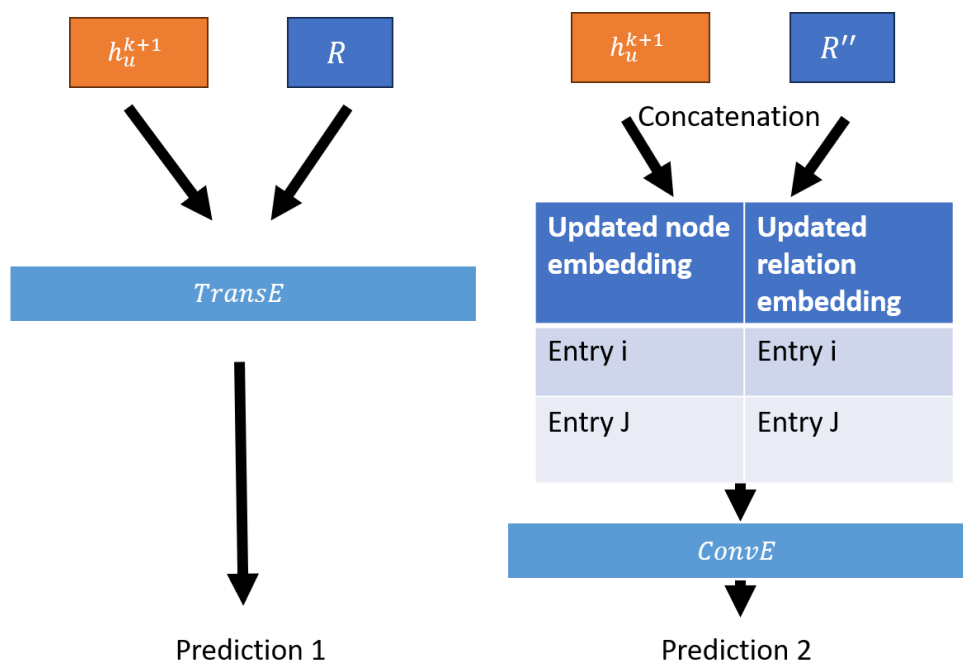 h_u^{k+1}
R
TransE
Prediction 1
h_u^{k+1}
R''
Concatenation
Updated node embedding
Updated relation embedding
Entry i
Entry i
Entry J
Entry J
ConvE
Prediction 2